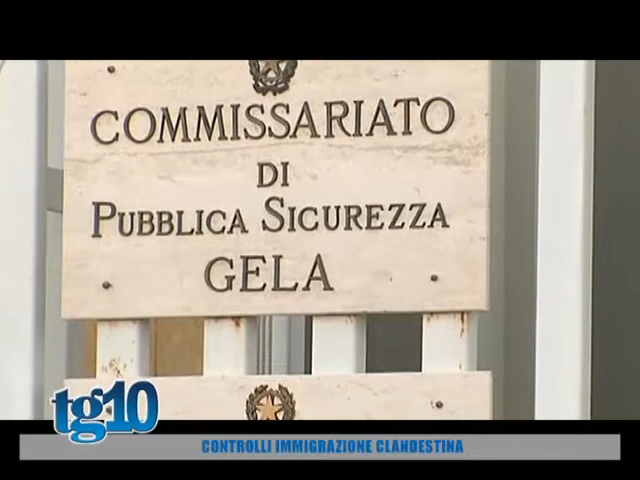 COMMISSARIATO
DI
PUBBLICA SICUREZZA
GELA
tg10
CONTROLLI IMMIGRAZIONE CLANDESTINA